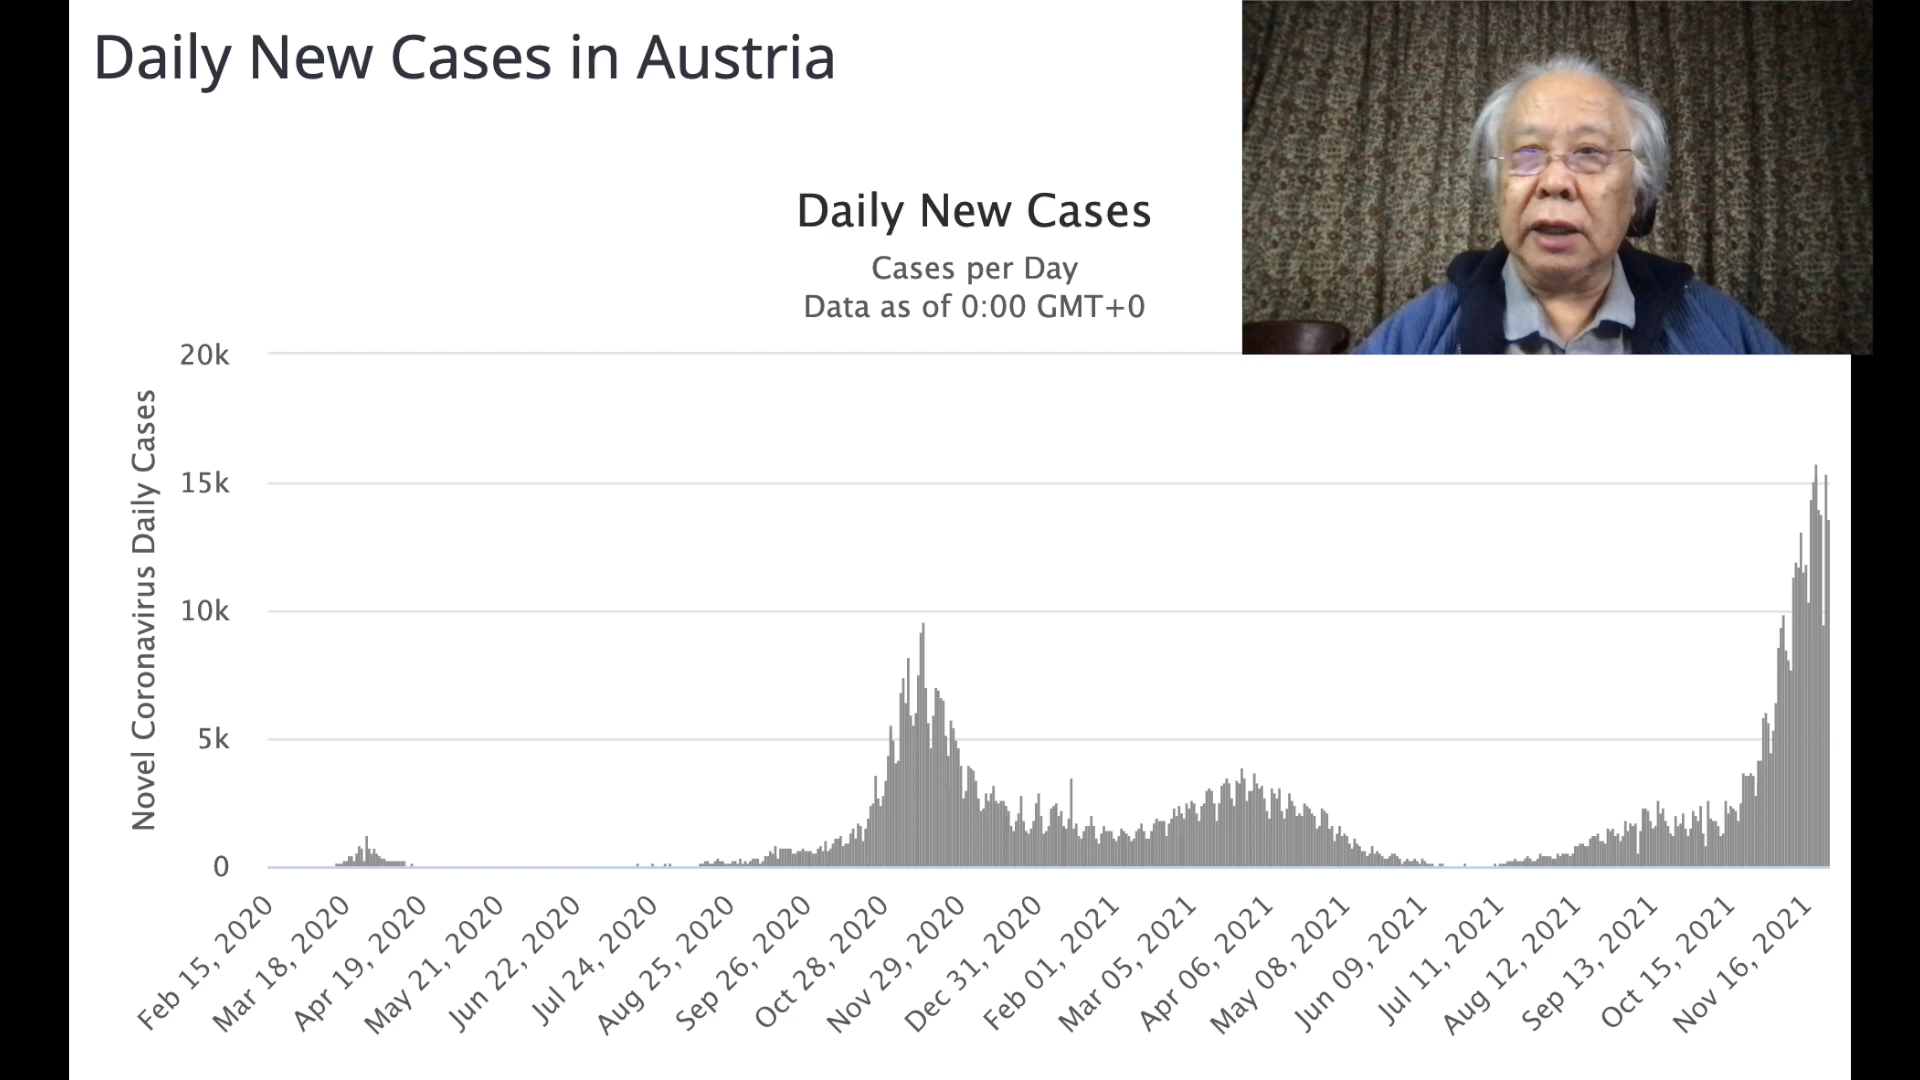 Daily New Cases in Austria
Daily New Cases
Cases per Day
Data as of 0:00 GMT+0
Novel Coronavirus Daily Cases
20k
15k
10k
5k
0
Feb 15, 2020
Mar 18, 2020
Apr 19, 2020
May 21, 2020
Jun 22, 2020
Jul 24, 2020
Aug 25, 2020
Sep 26, 2020
Oct 28, 2020
Nov 29, 2020
Dec 31, 2020
Feb 01, 2021
Mar 05, 2021
Apr 06, 2021
May 08, 2021
Jun 09, 2021
Jul 11, 2021
Aug 12, 2021
Sep 13, 2021
Oct 15, 2021
Nov 16, 2021